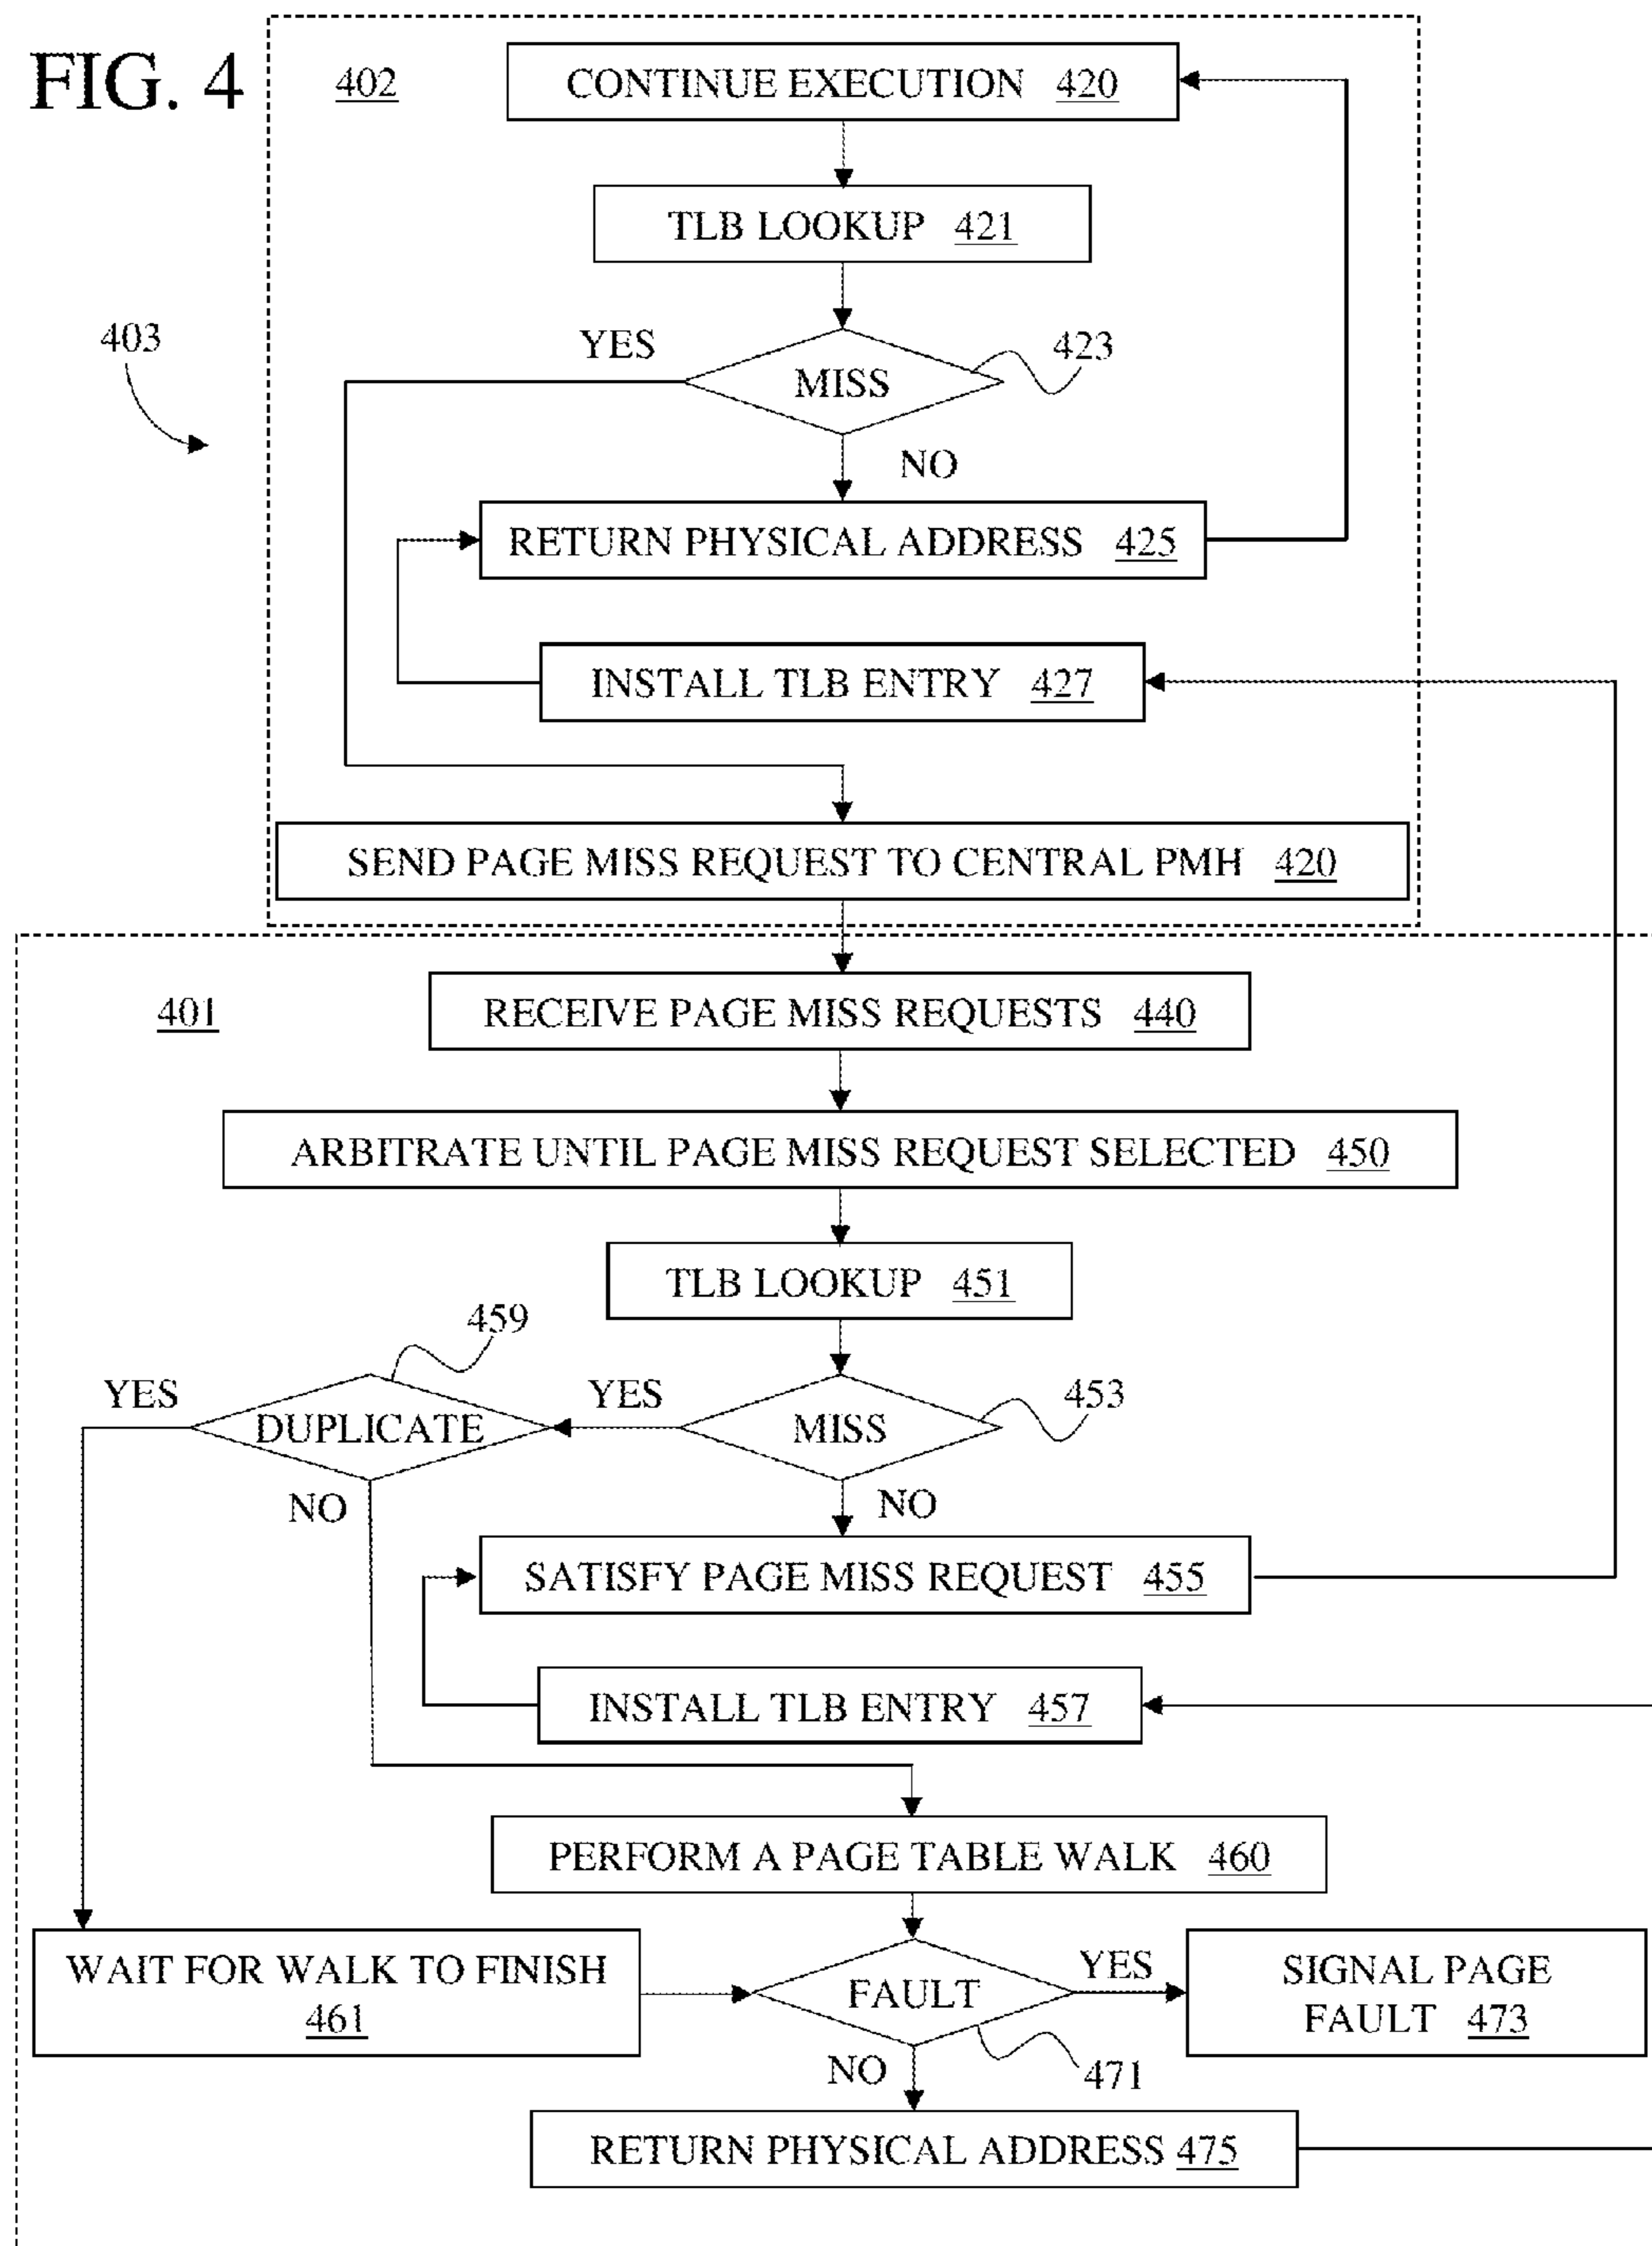 FIG. 4
402
CONTINUE EXECUTION 420
TLB LOOKUP 421
403
YES
MISS
423
NO
RETURN PHYSICAL ADDRESS 425
INSTALL TLB ENTRY 427
SEND PAGE MISS REQUEST TO CENTRAL PMH 420
401
RECEIVE PAGE MISS REQUESTS 440
ARBITRATE UNTIL PAGE MISS REQUEST SELECTED 450
TLB LOOKUP 451
459
YES
DUPLICATE
YES
MISS
453
NO
NO
SATISFY PAGE MISS REQUEST 455
INSTALL TLB ENTRY 457
PERFORM A PAGE TABLE WALK 460
WAIT FOR WALK TO FINISH
461
FAULT
YES
SIGNAL PAGE
FAULT 473
NO
471
RETURN PHYSICAL ADDRESS 475